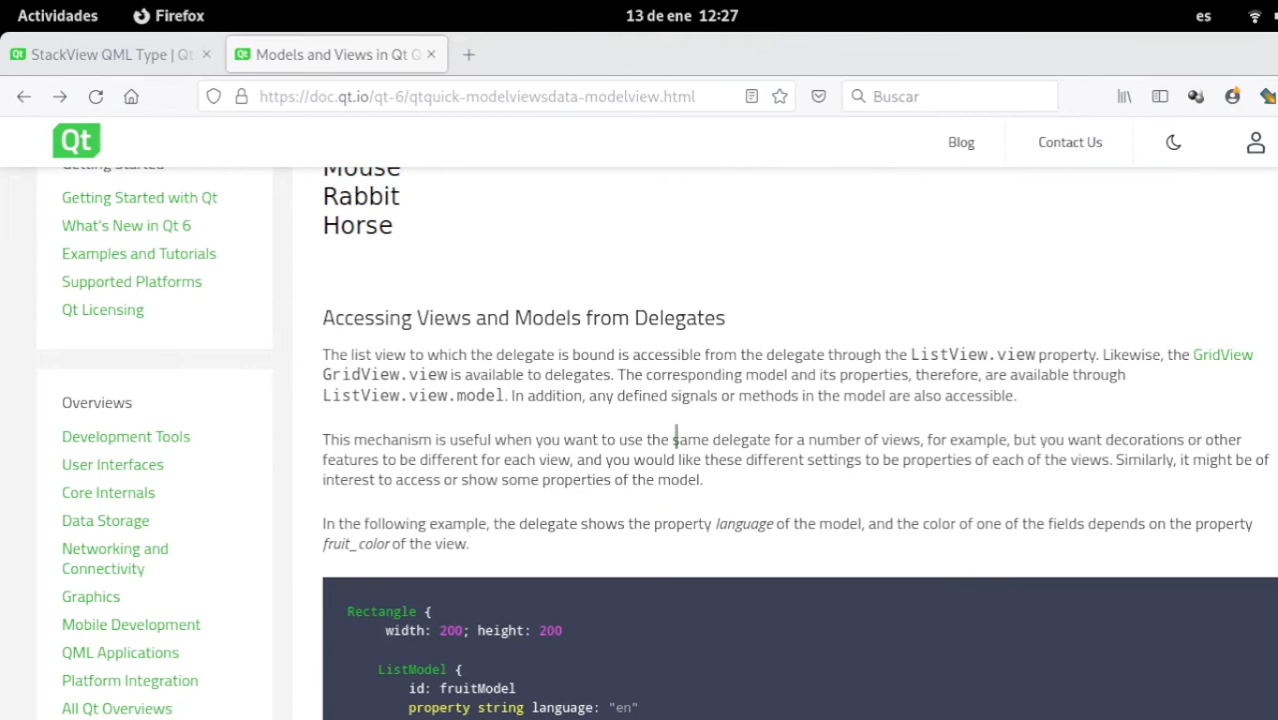 Actividades Firefox 13 de ene 12:27 es
StackView QML Type | Qt Models and Views in Qt Q
https://doc.qt.io/qt-6/qtquick-modelviewsdata-modelview.html Buscar
Qt Blog Contact Us
Getting Started
Getting Started with Qt
What's New in Qt 6
Examples and Tutorials
Supported Platforms
Qt Licensing
Overviews
Development Tools
User Interfaces
Core Internals
Data Storage
Networking and
Connectivity
Graphics
Mobile Development
QML Applications
Platform Integration
All Qt Overviews
Mouse
Rabbit
Horse
Accessing Views and Models from Delegates
The list view to which the delegate is bound is accessible from the delegate through the ListView.view property. Likewise, the GridView
GridView.view is available to delegates. The corresponding model and its properties, therefore, are available through
ListView.view.model. In addition, any defined signals or methods in the model are also accessible.
This mechanism is useful when you want to use the same delegate for a number of views, for example, but you want decorations or other
features to be different for each view, and you would like these different settings to be properties of each of the views. Similarly, it might be of
interest to access or show some properties of the model.
In the following example, the delegate shows the property language of the model, and the color of one of the fields depends on the property
fruit_color of the view.
Rectangle {
width: 200; height: 200
ListModel {
id: fruitModel
property string language: "en"